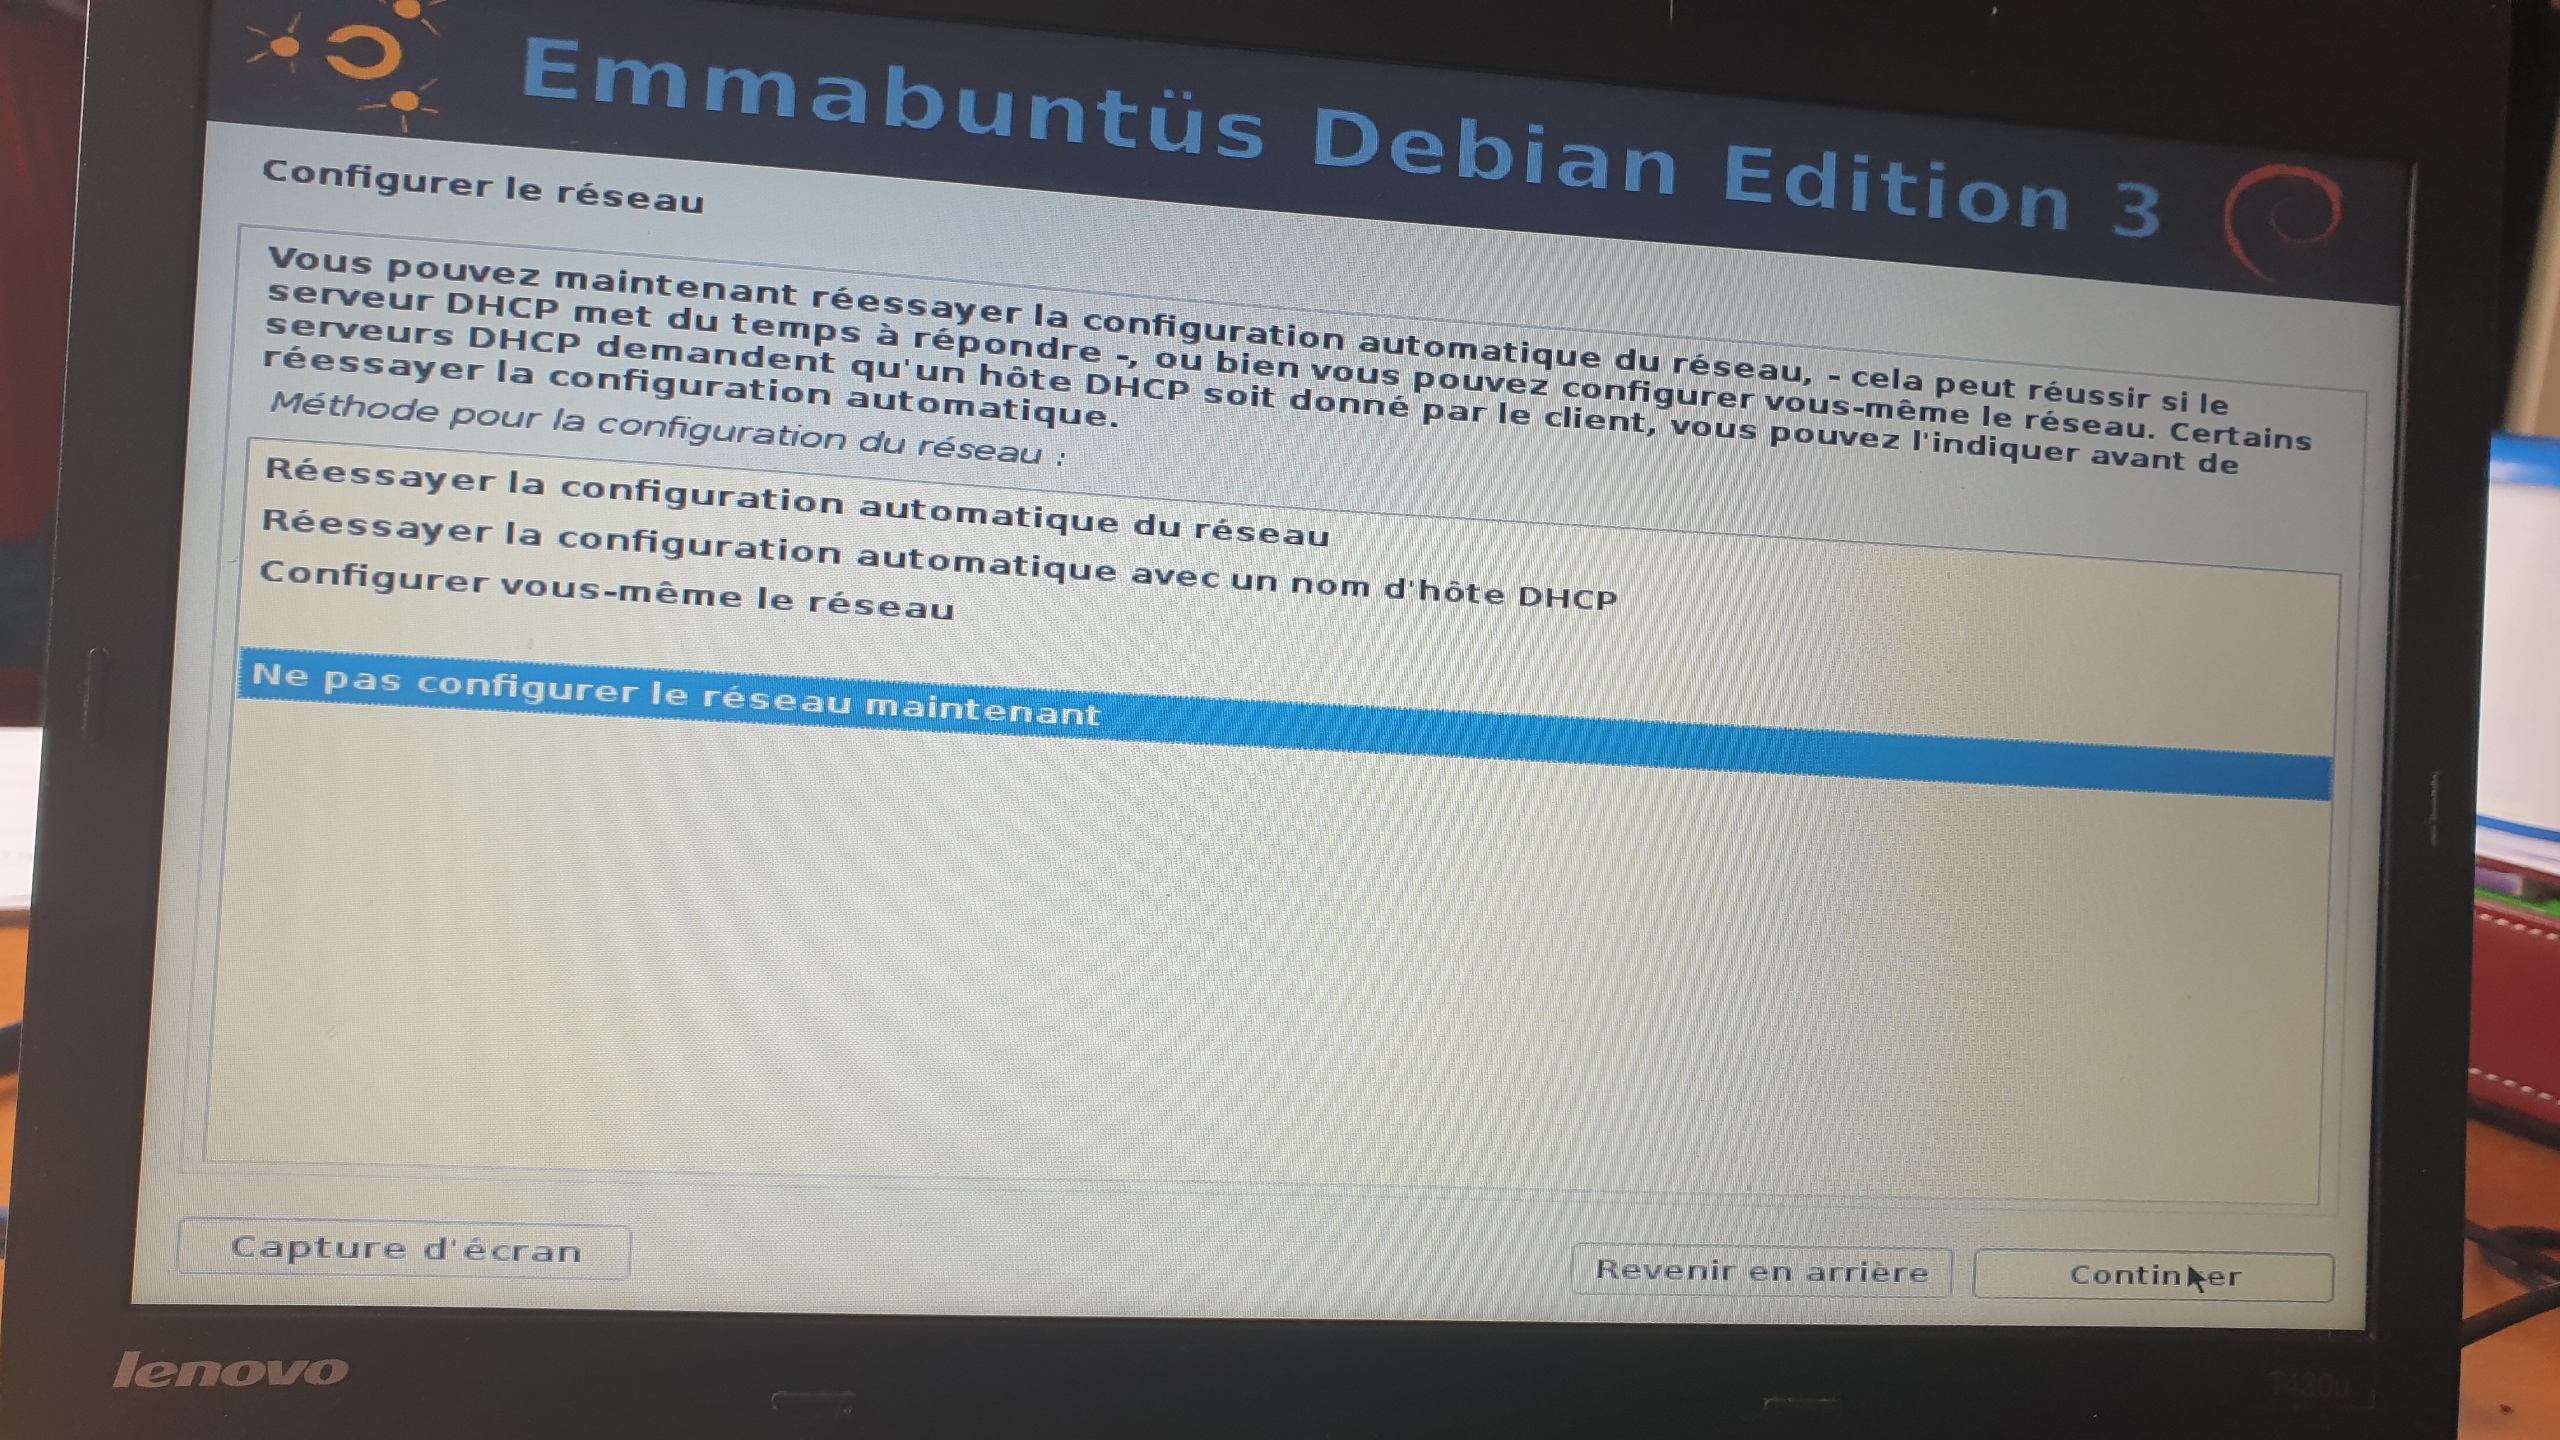 Emmabuntüs Debian Edition 3
Configurer le réseau
Vous pouvez maintenant réessayer la configuration automatique du réseau, - cela peut réussir si le
serveur DHCP met du temps à répondre -, ou bien vous pouvez configurer vous-même le réseau. Certains
serveurs DHCP demandent qu'un hôte DHCP soit donné par le client, vous pouvez l'indiquer avant de
réessayer la configuration automatique.
Méthode pour la configuration du réseau :
Réessayer la configuration automatique du réseau
Réessayer la configuration automatique avec un nom d'hôte DHCP
Configurer vous-même le réseau
Ne pas configurer le réseau maintenant
Capture d'écran
Revenir en arrière
Continuer
lenovo
T430u